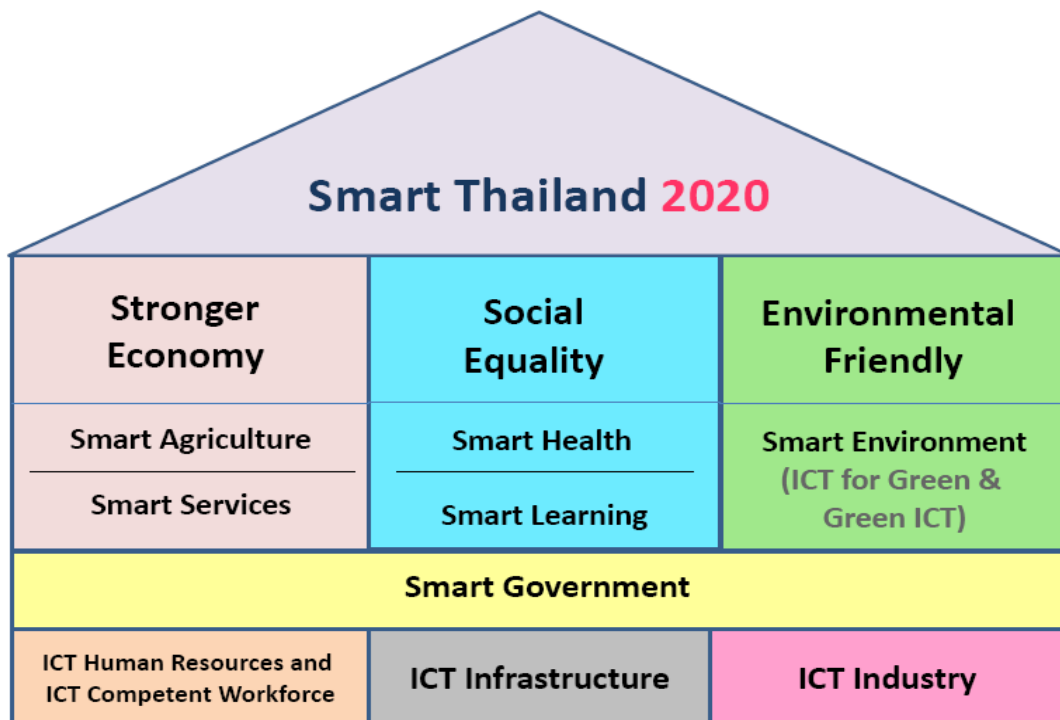 Smart Thailand 2020
Stronger
Economy
Social
Equality
Environmental
Friendly
Smart Agriculture
Smart Services
Smart Health
Smart Learning
Smart Environment
(ICT for Green &
Green ICT)
Smart Government
ICT Human Resources and
ICT Competent Workforce
ICT Infrastructure
ICT Industry